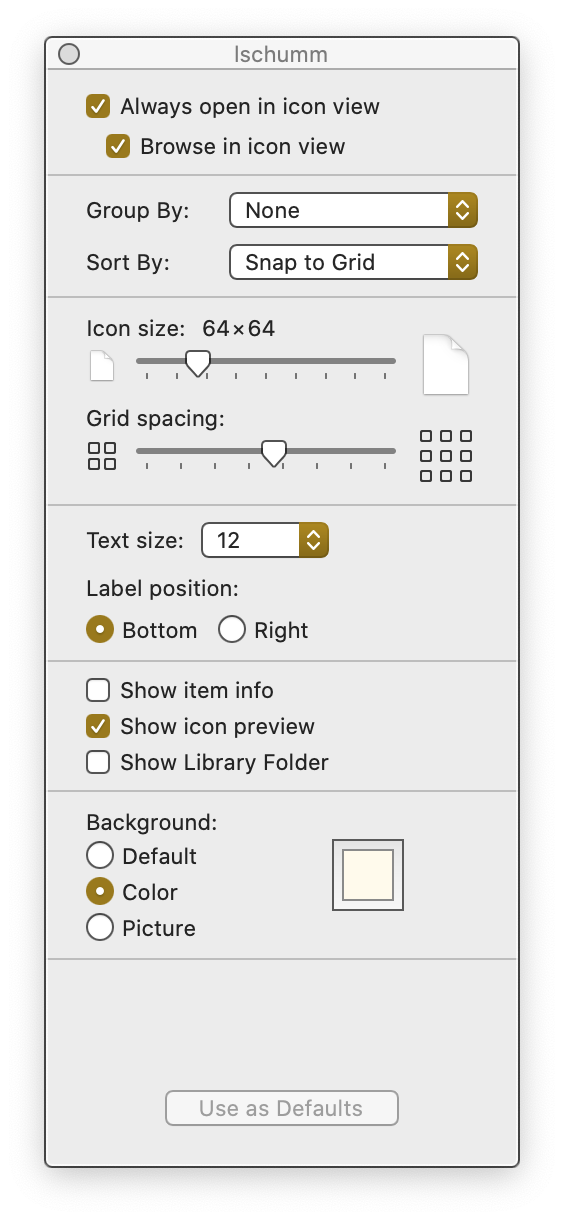 lschumm
Always open in icon view
Browse in icon view
Group By: None
Sort By: Snap to Grid
Icon size: 64×64
Grid spacing:
Text size: 12
Label position:
Bottom Right
Show item info
Show icon preview
Show Library Folder
Background:
Default
Color
Picture
Use as Defaults